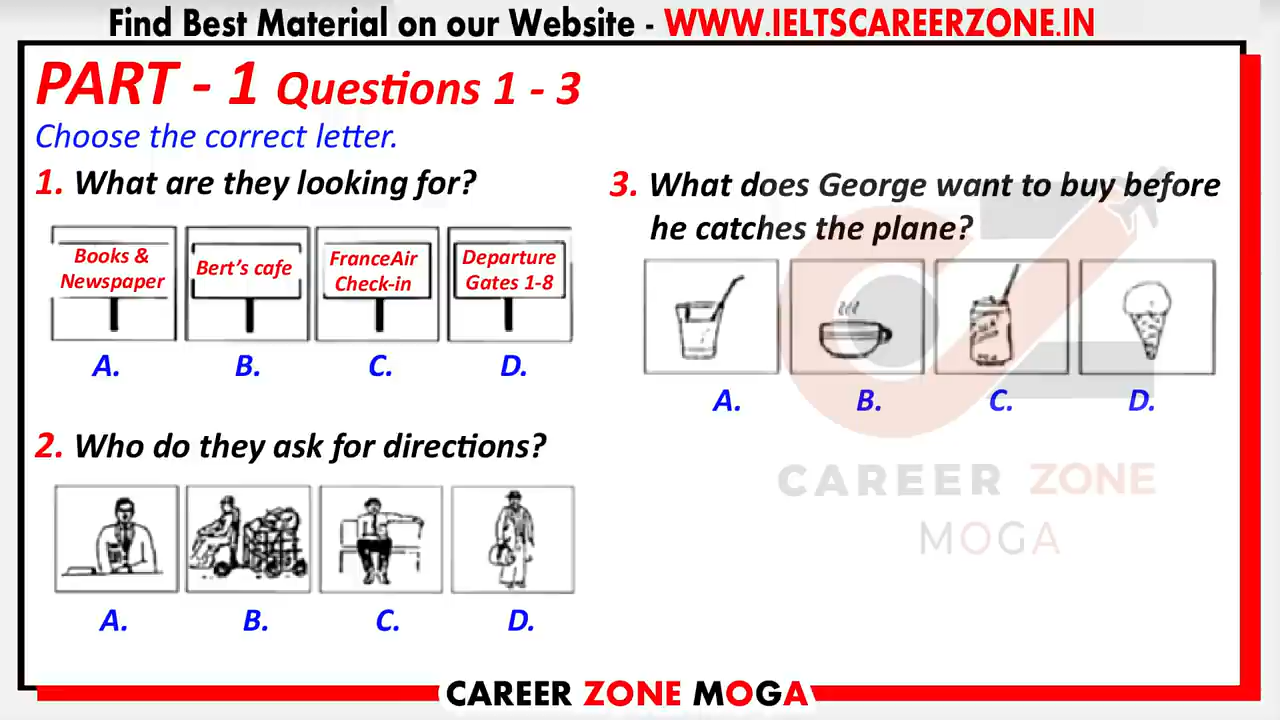 Find Best Material on our Website - WWW.IELTSCAREERZONE.IN
PART - 1 Questions 1 - 3
Choose the correct letter.
1. What are they looking for?
Books &
Newspaper
Bert's cafe
FranceAir
Check-in
Departure
Gates 1-8
A. B. C. D.
2. Who do they ask for directions?
A. B. C. D.
3. What does George want to buy before
he catches the plane?
A. B. C. D.
CAREER ZONE
MOGA
CAREER ZONE MOGA